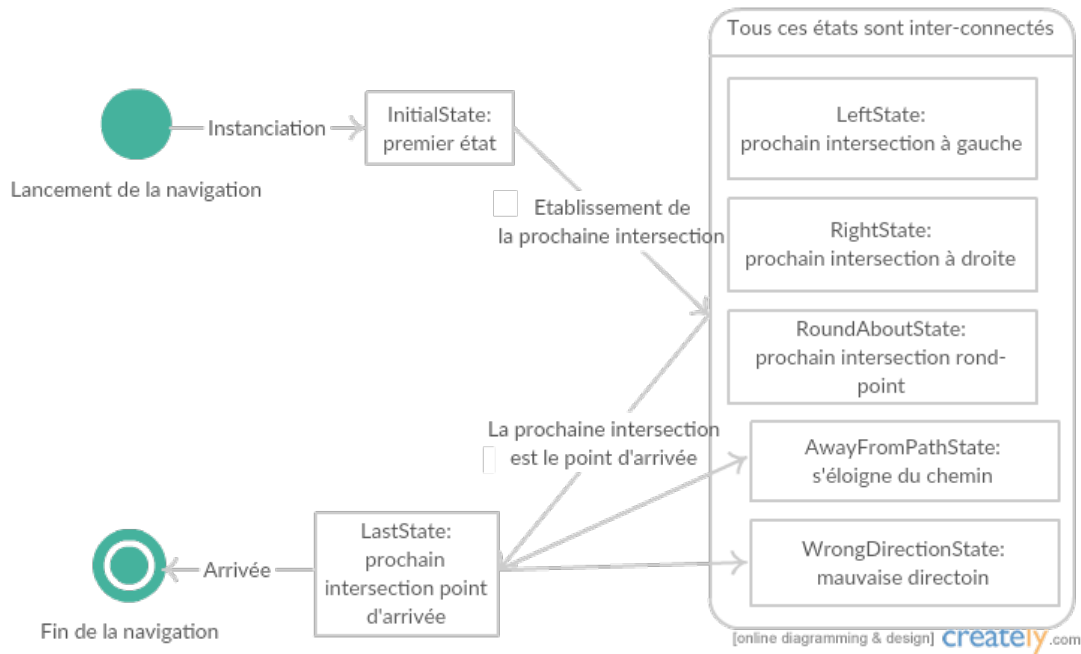 Tous ces états sont inter-connectés
InitialState:
premier état
Instanciation
Lancement de la navigation
LeftState:
prochain intersection à gauche
Etablissement de
la prochaine intersection
RightState:
prochain intersection à droite
RoundAboutState:
prochain intersection rond-
point
La prochaine intersection
est le point d'arrivée
AwayFromPathState:
s'éloigne du chemin
LastState:
prochain
intersection point
d'arrivée
Arrivée
WrongDirectionState:
mauvaise directoin
Fin de la navigation
[online diagramming & design] creately.com